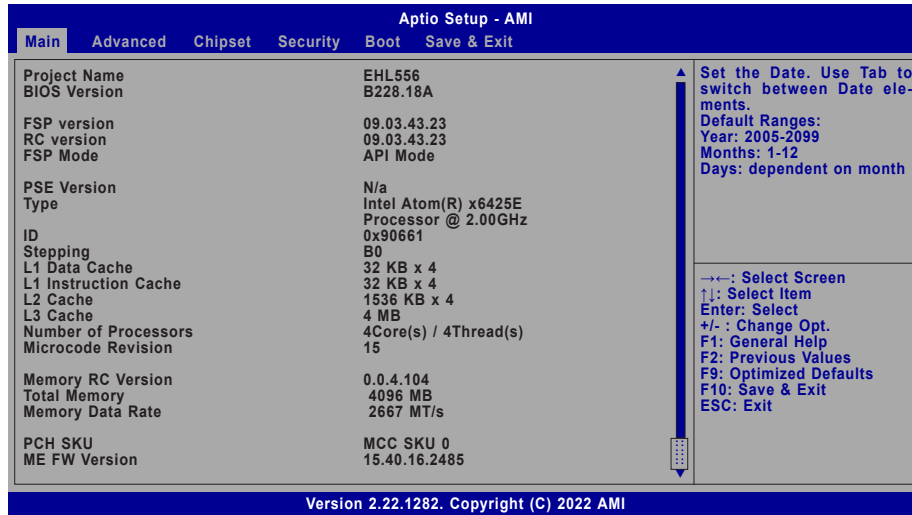 Aptio Setup - AMI
Main Advanced Chipset Security Boot Save & Exit
Project Name EHL556
BIOS Version B228.18A
FSP version 09.03.43.23
RC version 09.03.43.23
FSP Mode API Mode
PSE Version N/a
Type Intel Atom(R) x6425E
Processor @ 2.00GHz
ID 0x90661
Stepping B0
L1 Data Cache 32 KB x 4
L1 Instruction Cache 32 KB x 4
L2 Cache 1536 KB x 4
L3 Cache 4 MB
Number of Processors 4Core(s) / 4Thread(s)
Microcode Revision 15
Memory RC Version 0.0.4.104
Total Memory 4096 MB
Memory Data Rate 2667 MT/s
PCH SKU MCC SKU 0
ME FW Version 15.40.16.2485
Set the Date. Use Tab to
switch between Date ele-
ments.
Default Ranges:
Year: 2005-2099
Months: 1-12
Days: dependent on month
→←: Select Screen
↑↓: Select Item
Enter: Select
+/- : Change Opt.
F1: General Help
F2: Previous Values
F9: Optimized Defaults
F10: Save & Exit
ESC: Exit
Version 2.22.1282. Copyright (C) 2022 AMI